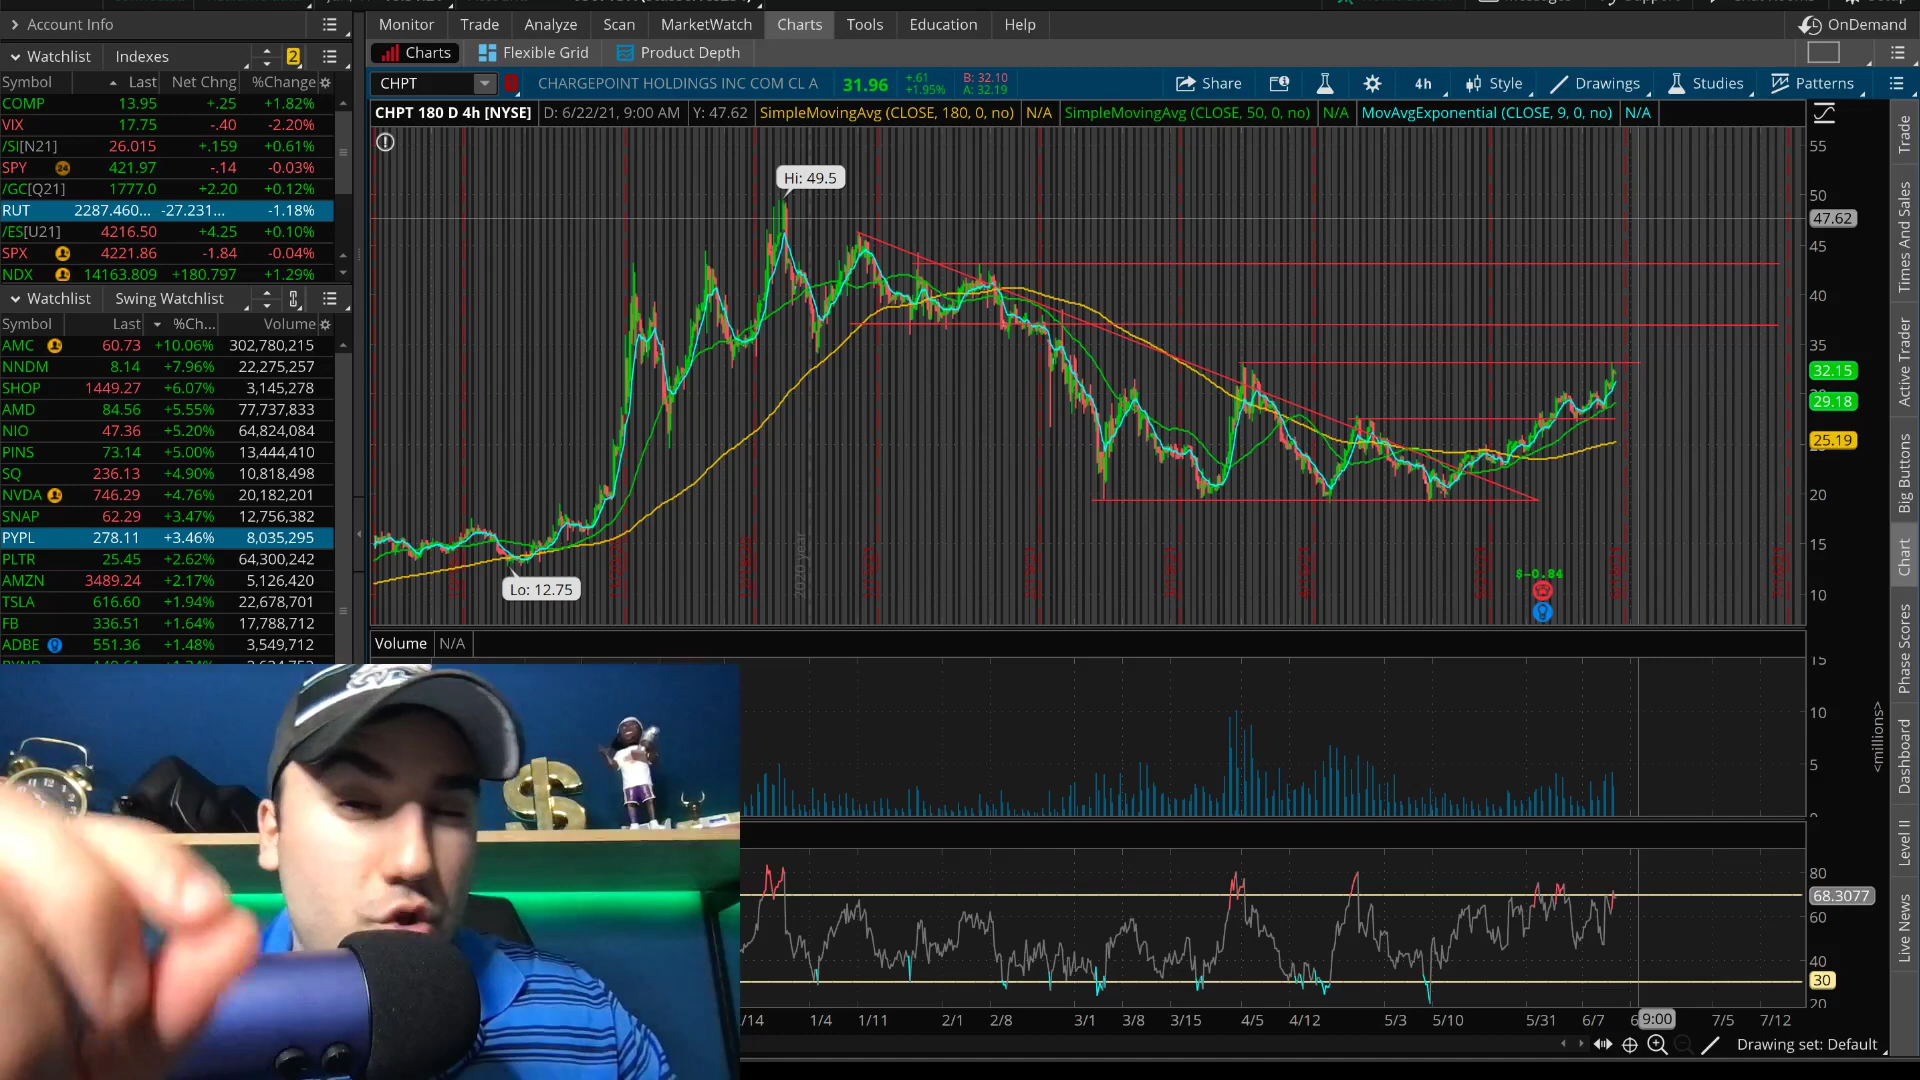 Account Info
Watchlist Indexes 2
Symbol Last Net Chng %Change
COMP 13.95 +.25 +1.82%
VIX 17.75 -.40 -2.20%
/SI[N21] 26.015 +.159 +0.61%
SPY 421.97 -.14 -0.03%
/GC[Q21] 1777.0 +2.20 +0.12%
RUT 2287.460... -27.231... -1.18%
/ES[U21] 4216.50 +4.25 +0.10%
SPX 4221.86 -1.84 -0.04%
NDX 14163.809 +180.797 +1.29%
Watchlist Swing Watchlist
Symbol Last %Ch... Volume
AMC 60.73 +10.06% 302,780,215
NNDM 8.14 +7.96% 22,275,257
SHOP 1449.27 +6.07% 3,145,278
AMD 84.56 +5.55% 77,737,833
NIO 47.36 +5.20% 64,824,084
PINS 73.14 +5.00% 13,444,410
SQ 236.13 +4.90% 10,818,498
NVDA 746.29 +4.76% 20,182,201
SNAP 62.29 +3.47% 12,756,382
PYPL 278.11 +3.46% 8,035,295
PLTR 25.45 +2.62% 64,300,242
AMZN 3489.24 +2.17% 5,126,420
TSLA 616.60 +1.94% 22,678,701
FB 336.51 +1.64% 17,788,712
ADBE 551.36 +1.48% 3,549,712
Monitor Trade Analyze Scan MarketWatch Charts Tools Education Help OnDemand
Charts Flexible Grid Product Depth
CHPT CHARGEPOINT HOLDINGS INC COM CL A 31.96 +.61 +1.95% B: 32.10 A: 32.19 Share 4h Style Drawings Studies Patterns
CHPT 180 D 4h [NYSE] D: 6/22/21, 9:00 AM Y: 47.62 SimpleMovingAvg (CLOSE, 180, 0, no) N/A SimpleMovingAvg (CLOSE, 50, 0, no) N/A MovAvgExponential (CLOSE, 9, 0, no) N/A
55
Hi: 49.5
50
47.62
45
40
35
32.15
29.18
25.19
20
15
2020 year
$-0.84
Lo: 12.75
10
Volume N/A
15
10
5
<millions>
80
68.3077
60
40
30
20
/14 1/4 1/11 2/1 2/8 3/1 3/8 3/15 4/5 4/12 5/3 5/10 5/31 6/7 9:00 7/5 7/12
Drawing set: Default
Trade
Times And Sales
Active Trader
Big Buttons
Chart
Phase Scores
Dashboard
Level II
Live News